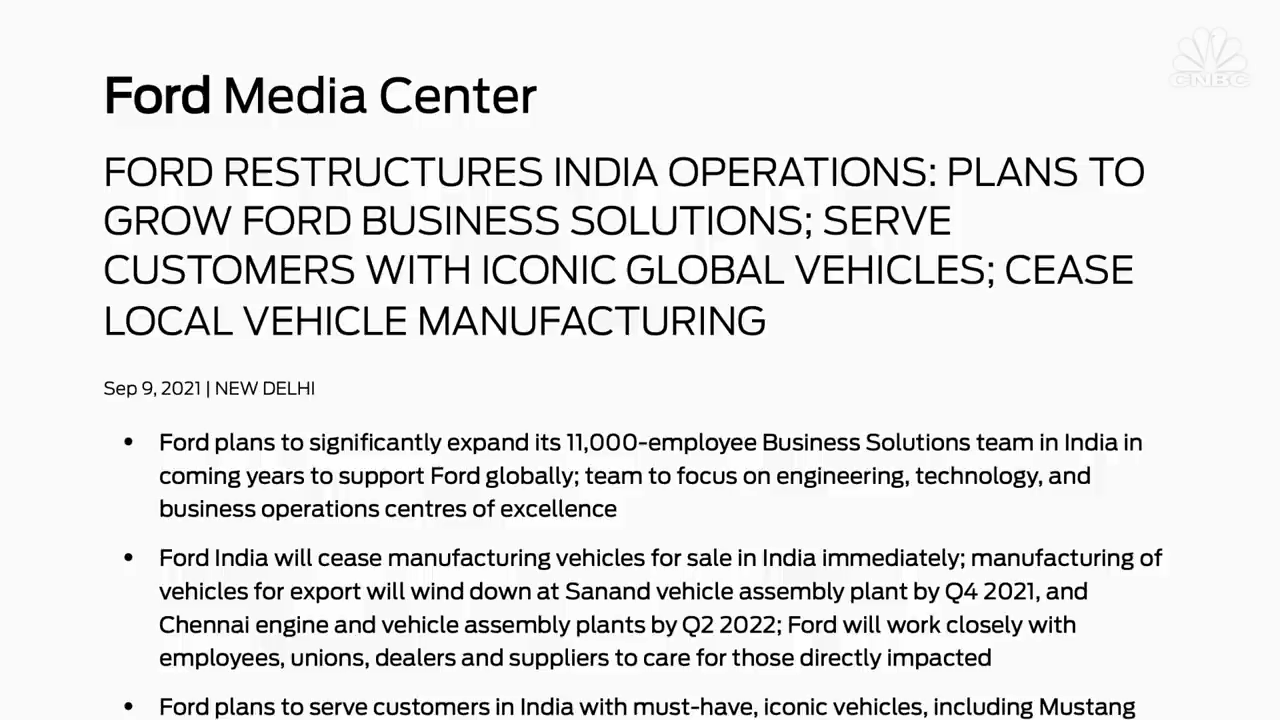 CNBC
Ford Media Center
FORD RESTRUCTURES INDIA OPERATIONS: PLANS TO
GROW FORD BUSINESS SOLUTIONS; SERVE
CUSTOMERS WITH ICONIC GLOBAL VEHICLES; CEASE
LOCAL VEHICLE MANUFACTURING
Sep 9, 2021 | NEW DELHI
• Ford plans to significantly expand its 11,000-employee Business Solutions team in India in
coming years to support Ford globally; team to focus on engineering, technology, and
business operations centres of excellence
• Ford India will cease manufacturing vehicles for sale in India immediately; manufacturing of
vehicles for export will wind down at Sanand vehicle assembly plant by Q4 2021, and
Chennai engine and vehicle assembly plants by Q2 2022; Ford will work closely with
employees, unions, dealers and suppliers to care for those directly impacted
• Ford plans to serve customers in India with must-have, iconic vehicles, including Mustang